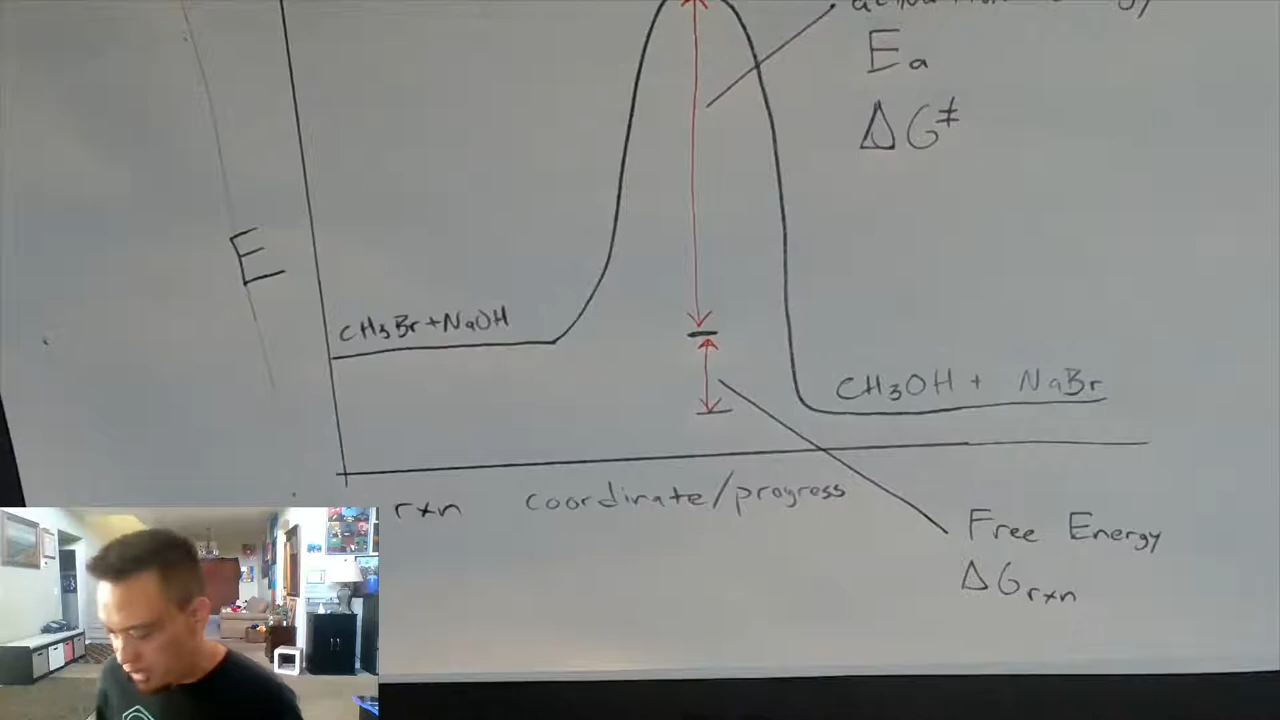 Ea
ΔG‡
E
CH3Br+NaOH
CH3OH + NaBr
rxn coordinate/progress
Free Energy
ΔGrxn